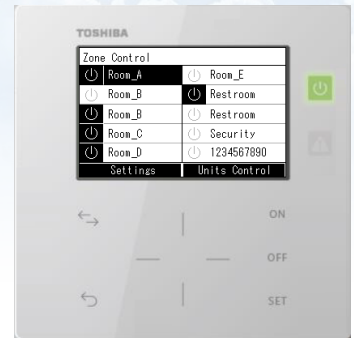 TOSHIBA
Zone Control
Room_A
Room_E
Room_B
Restroom
Room_B
Restroom
Room_C
Security
Room_D
1234567890
Settings
Units Control
ON
OFF
SET